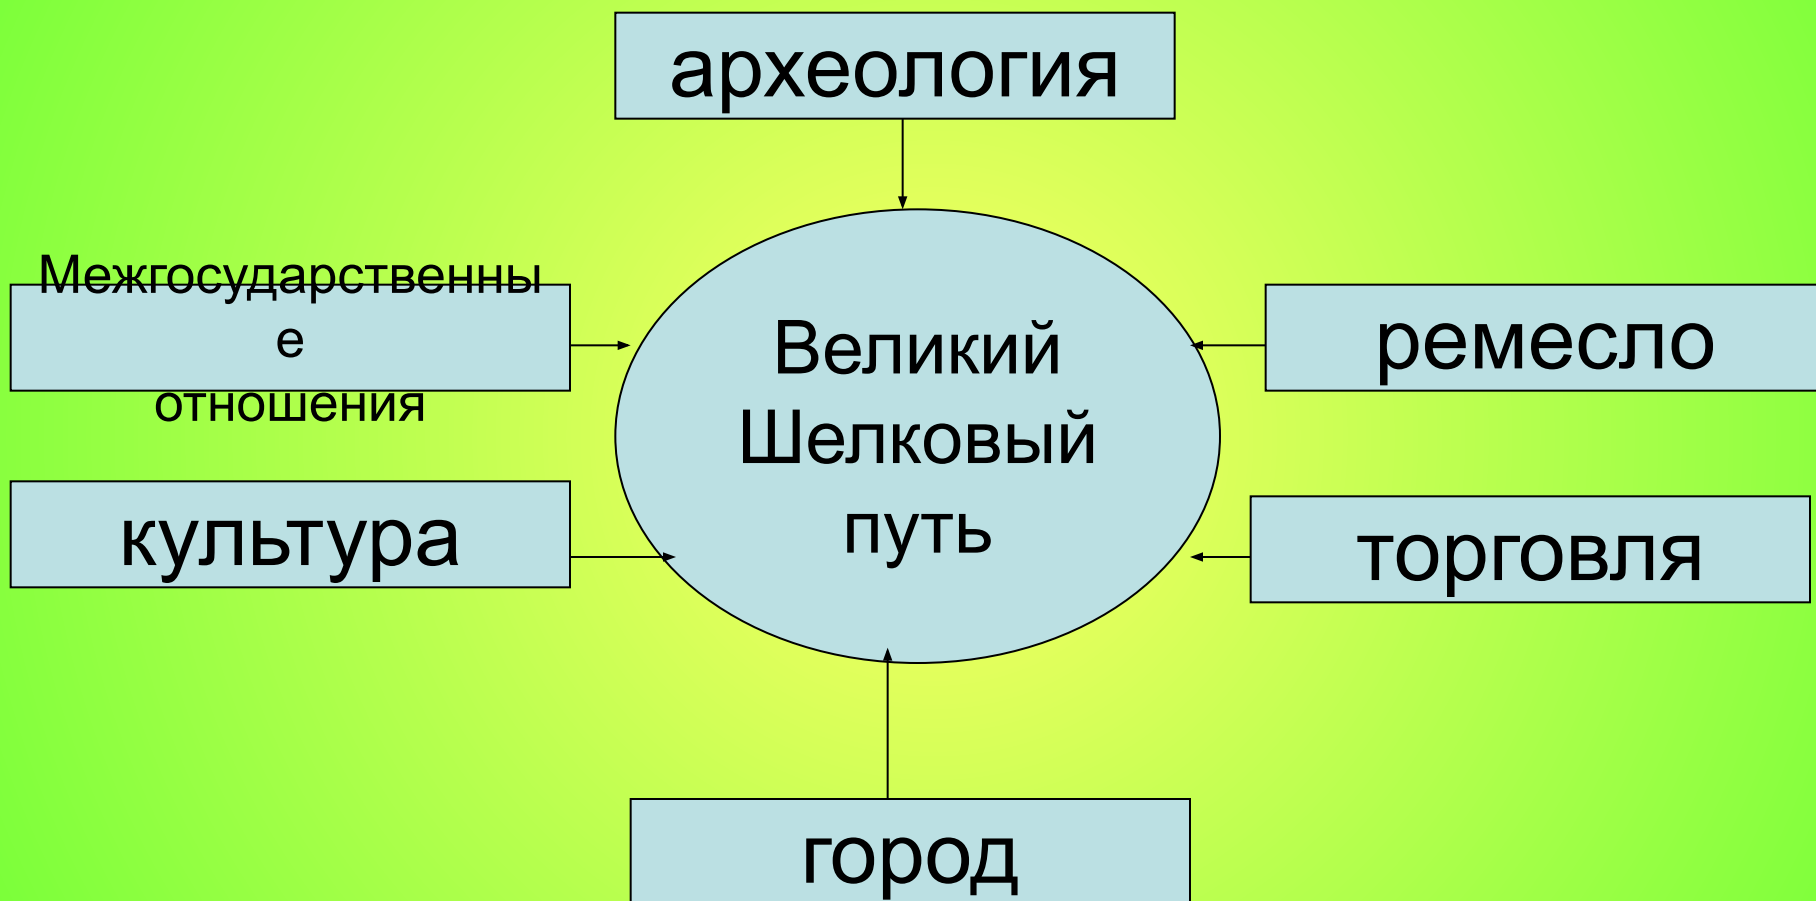 археология
Межгосударственны
е
отношения
Великий
Шелковый
путь
ремесло
культура
торговля
город